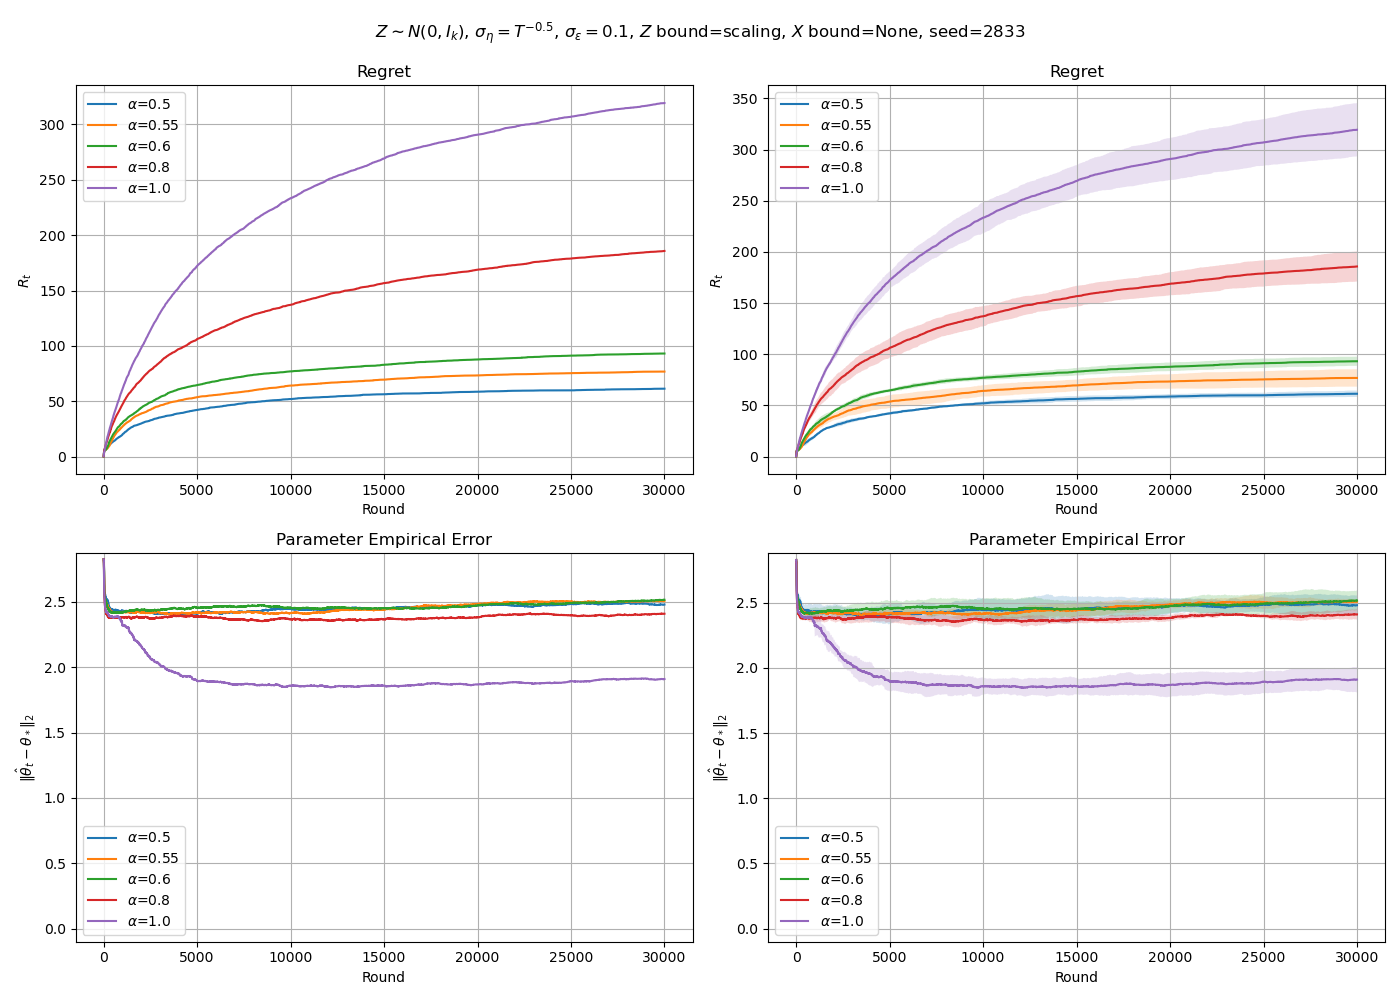 Z ∼ N(0, I_k), σ_η = T^{−0.5}, σ_ε = 0.1, Z bound=scaling, X bound=None, seed=2833
Regret
R_t
300
250
200
150
100
50
0
α=0.5
α=0.55
α=0.6
α=0.8
α=1.0
0 5000 10000 15000 20000 25000 30000
Round
Regret
R_t
350
300
250
200
150
100
50
0
α=0.5
α=0.55
α=0.6
α=0.8
α=1.0
0 5000 10000 15000 20000 25000 30000
Round
Parameter Empirical Error
‖θ̂_t − θ_*‖_2
2.5
2.0
1.5
1.0
0.5
0.0
α=0.5
α=0.55
α=0.6
α=0.8
α=1.0
0 5000 10000 15000 20000 25000 30000
Round
Parameter Empirical Error
‖θ̂_t − θ_*‖_2
2.5
2.0
1.5
1.0
0.5
0.0
α=0.5
α=0.55
α=0.6
α=0.8
α=1.0
0 5000 10000 15000 20000 25000 30000
Round